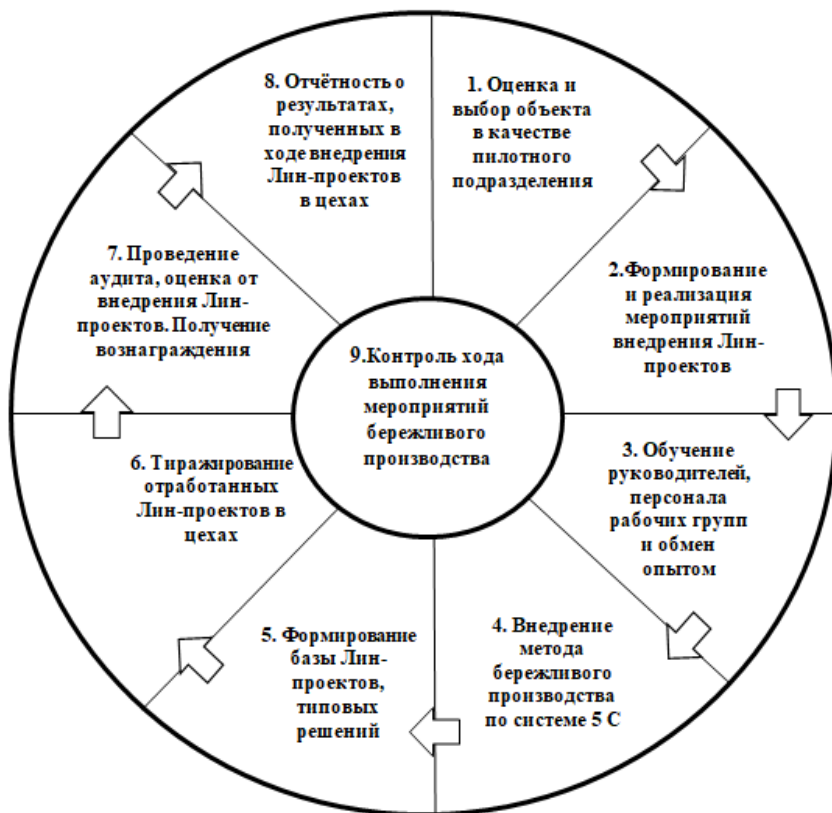 1. Оценка и
выбор объекта
в качестве
пилотного
подразделения
2.Формирование
и реализация
мероприятий
внедрения Лин-
проектов
3. Обучение
руководителей,
персонала
рабочих групп
и обмен
опытом
4. Внедрение
метода
бережливого
производства
по системе 5 С
5. Формирование
базы Лин-
проектов,
типовых
решений
6. Тиражирование
отработанных
Лин-проектов в
цехах
7. Проведение
аудита, оценка от
внедрения Лин-
проектов. Получение
вознаграждения
8. Отчётность о
результатах,
полученных в
ходе внедрения
Лин-проектов
в цехах
9.Контроль хода
выполнения
мероприятий
бережливого
производства